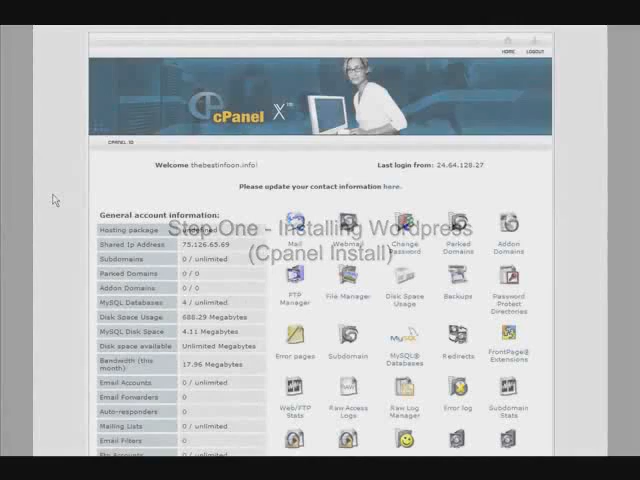 HOME LOGOUT
cPanel X™
CPANEL 10
Welcome thebestinfoon.info!
Last login from: 24.64.128.27
Please update your contact information here.
General account information:
Hosting package undefined
Shared Ip Address 75.126.65.69
Subdomains 0 / unlimited
Parked Domains 0 / 0
Addon Domains 0 / 0
MySQL Databases 4 / unlimited
Disk Space Usage 688.29 Megabytes
MySQL Disk Space 4.11 Megabytes
Disk space available Unlimited Megabytes
Bandwidth (this month) 17.96 Megabytes
Email Accounts 0 / unlimited
Email Forwarders 0
Auto-responders 0
Mailing Lists 0 / unlimited
Email Filters 0
Ftp Accounts
Step One - Installing Wordpress
(Cpanel Install)
Mail Webmail Change Password Parked Domains Addon Domains
FTP Manager File Manager Disk Space Usage Backups Password Protect Directories
Error pages Subdomain MySQL® Databases Redirects FrontPage® Extensions
MySQL
Web/FTP Stats Raw Access Logs Raw Log Manager Error log Subdomain Stats
RAW